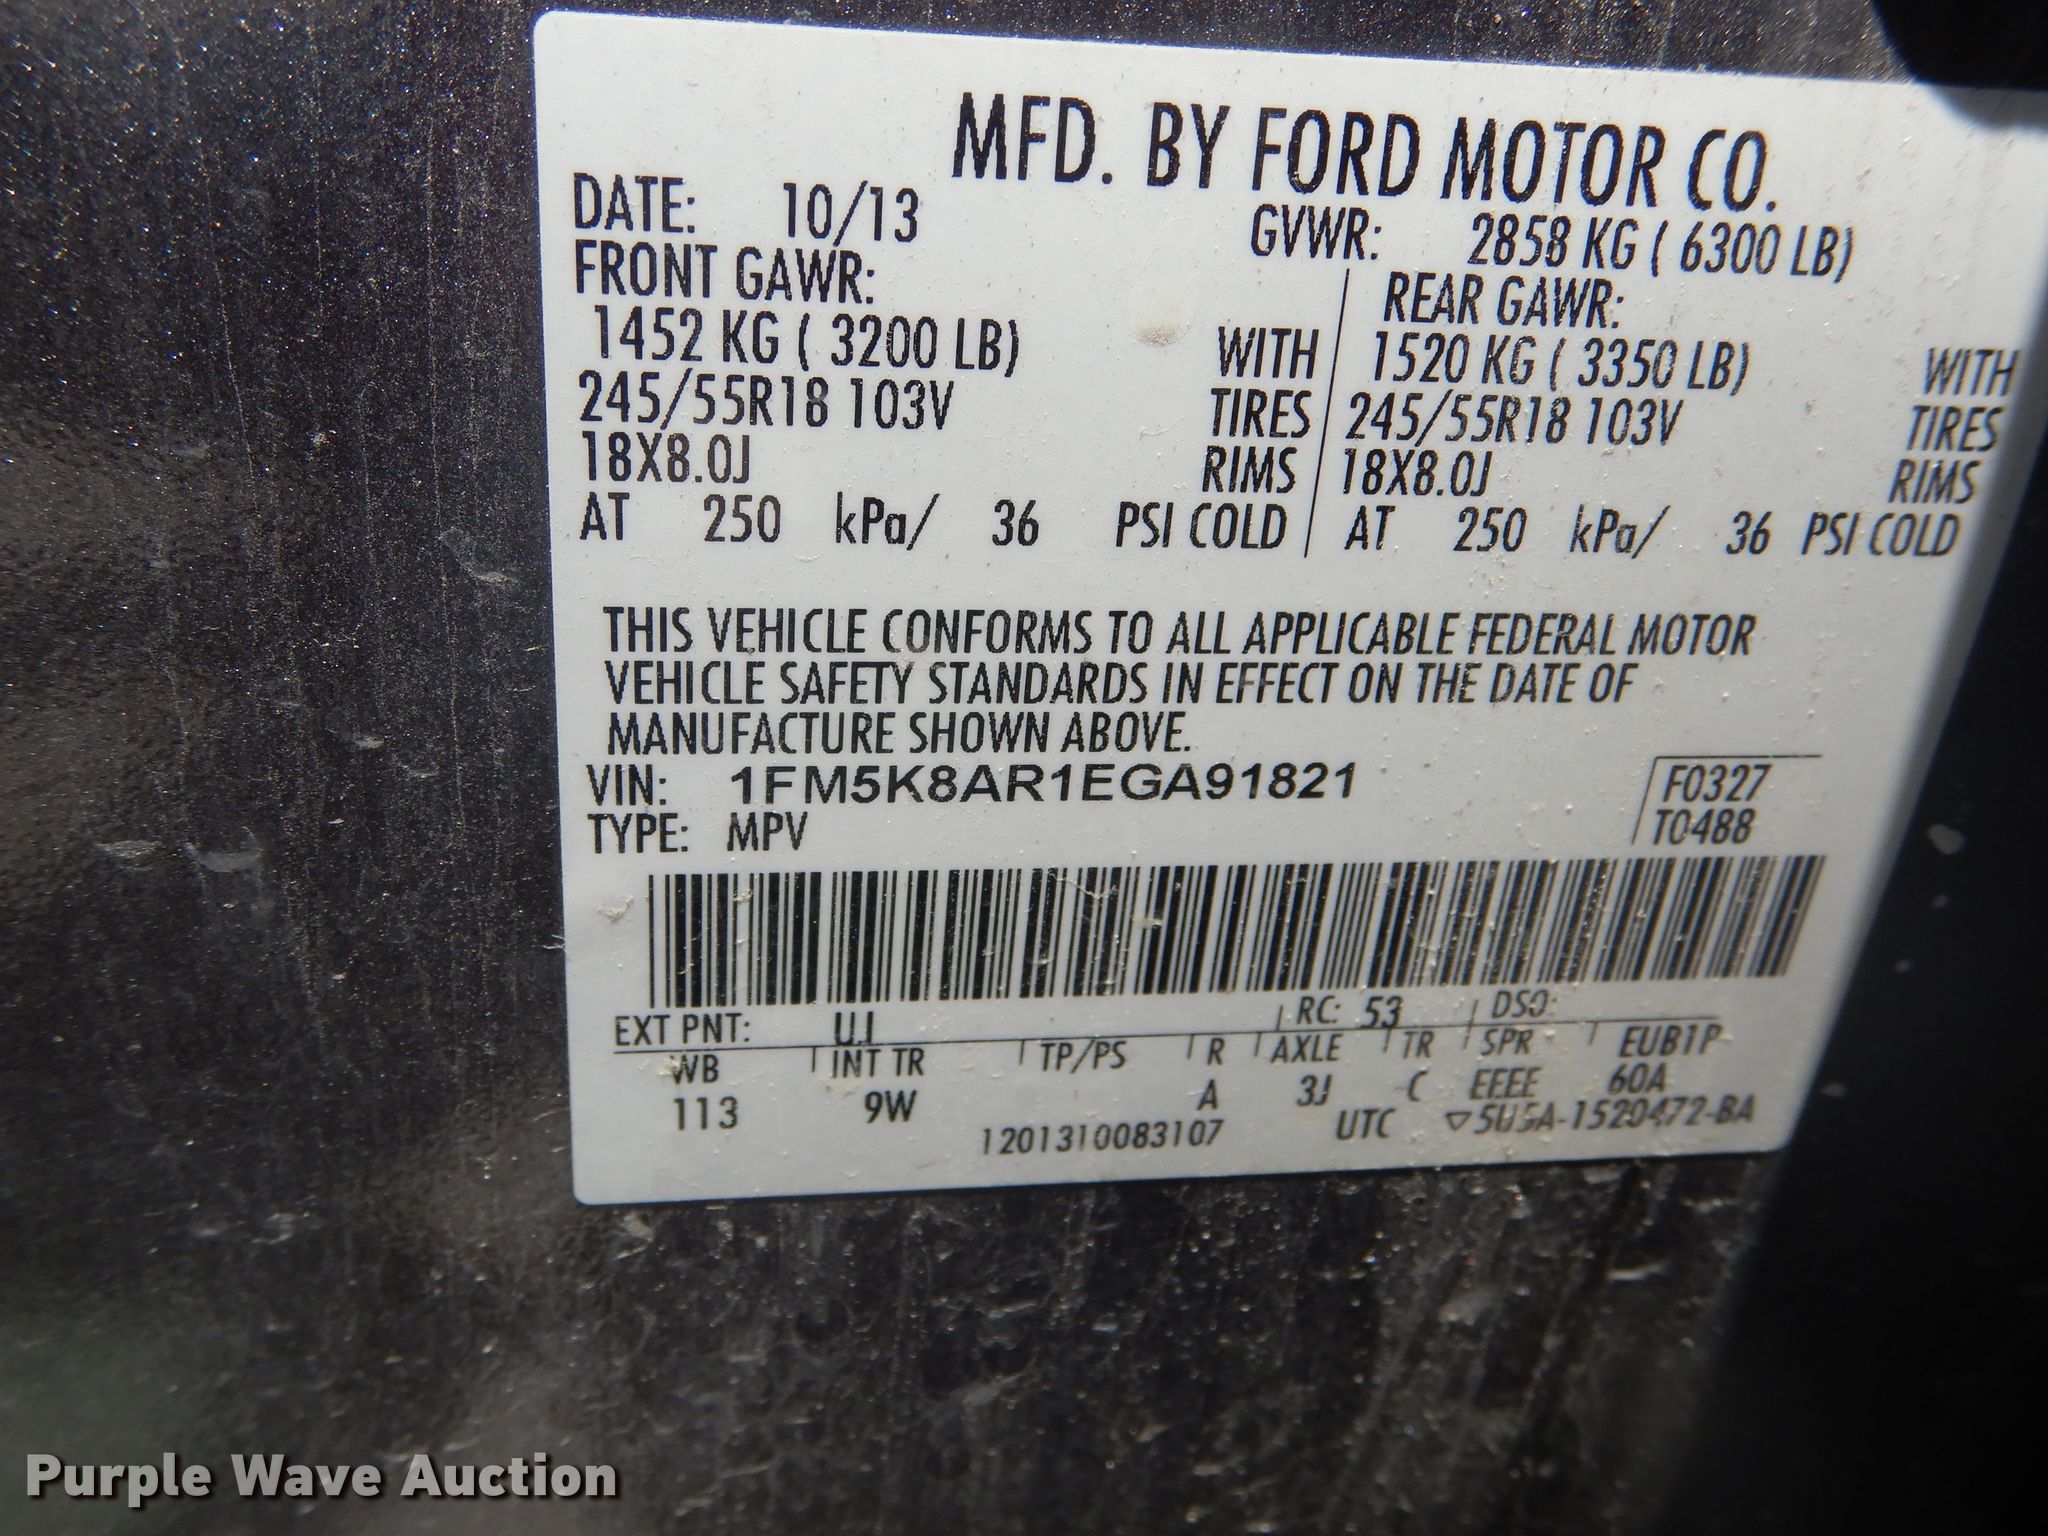 MFD. BY FORD MOTOR CO.
DATE: 10/13 GVWR: 2858 KG ( 6300 LB)
FRONT GAWR: REAR GAWR:
1452 KG ( 3200 LB) WITH 1520 KG ( 3350 LB) WITH
245/55R18 103V TIRES 245/55R18 103V TIRES
18X8.0J RIMS 18X8.0J RIMS
AT 250 kPa/ 36 PSI COLD AT 250 kPa/ 36 PSI COLD
THIS VEHICLE CONFORMS TO ALL APPLICABLE FEDERAL MOTOR
VEHICLE SAFETY STANDARDS IN EFFECT ON THE DATE OF
MANUFACTURE SHOWN ABOVE.
VIN: 1FM5K8AR1EGA91821 F0327
TYPE: MPV T0488
EXT PNT: UJ RC: 53 DSO:
WB INT TR TP/PS R AXLE TR SPR EUB1P
113 9W A 3J C EEEE 60A
1201310083107 UTC ▽5U5A-1520472-BA
Purple Wave Auction